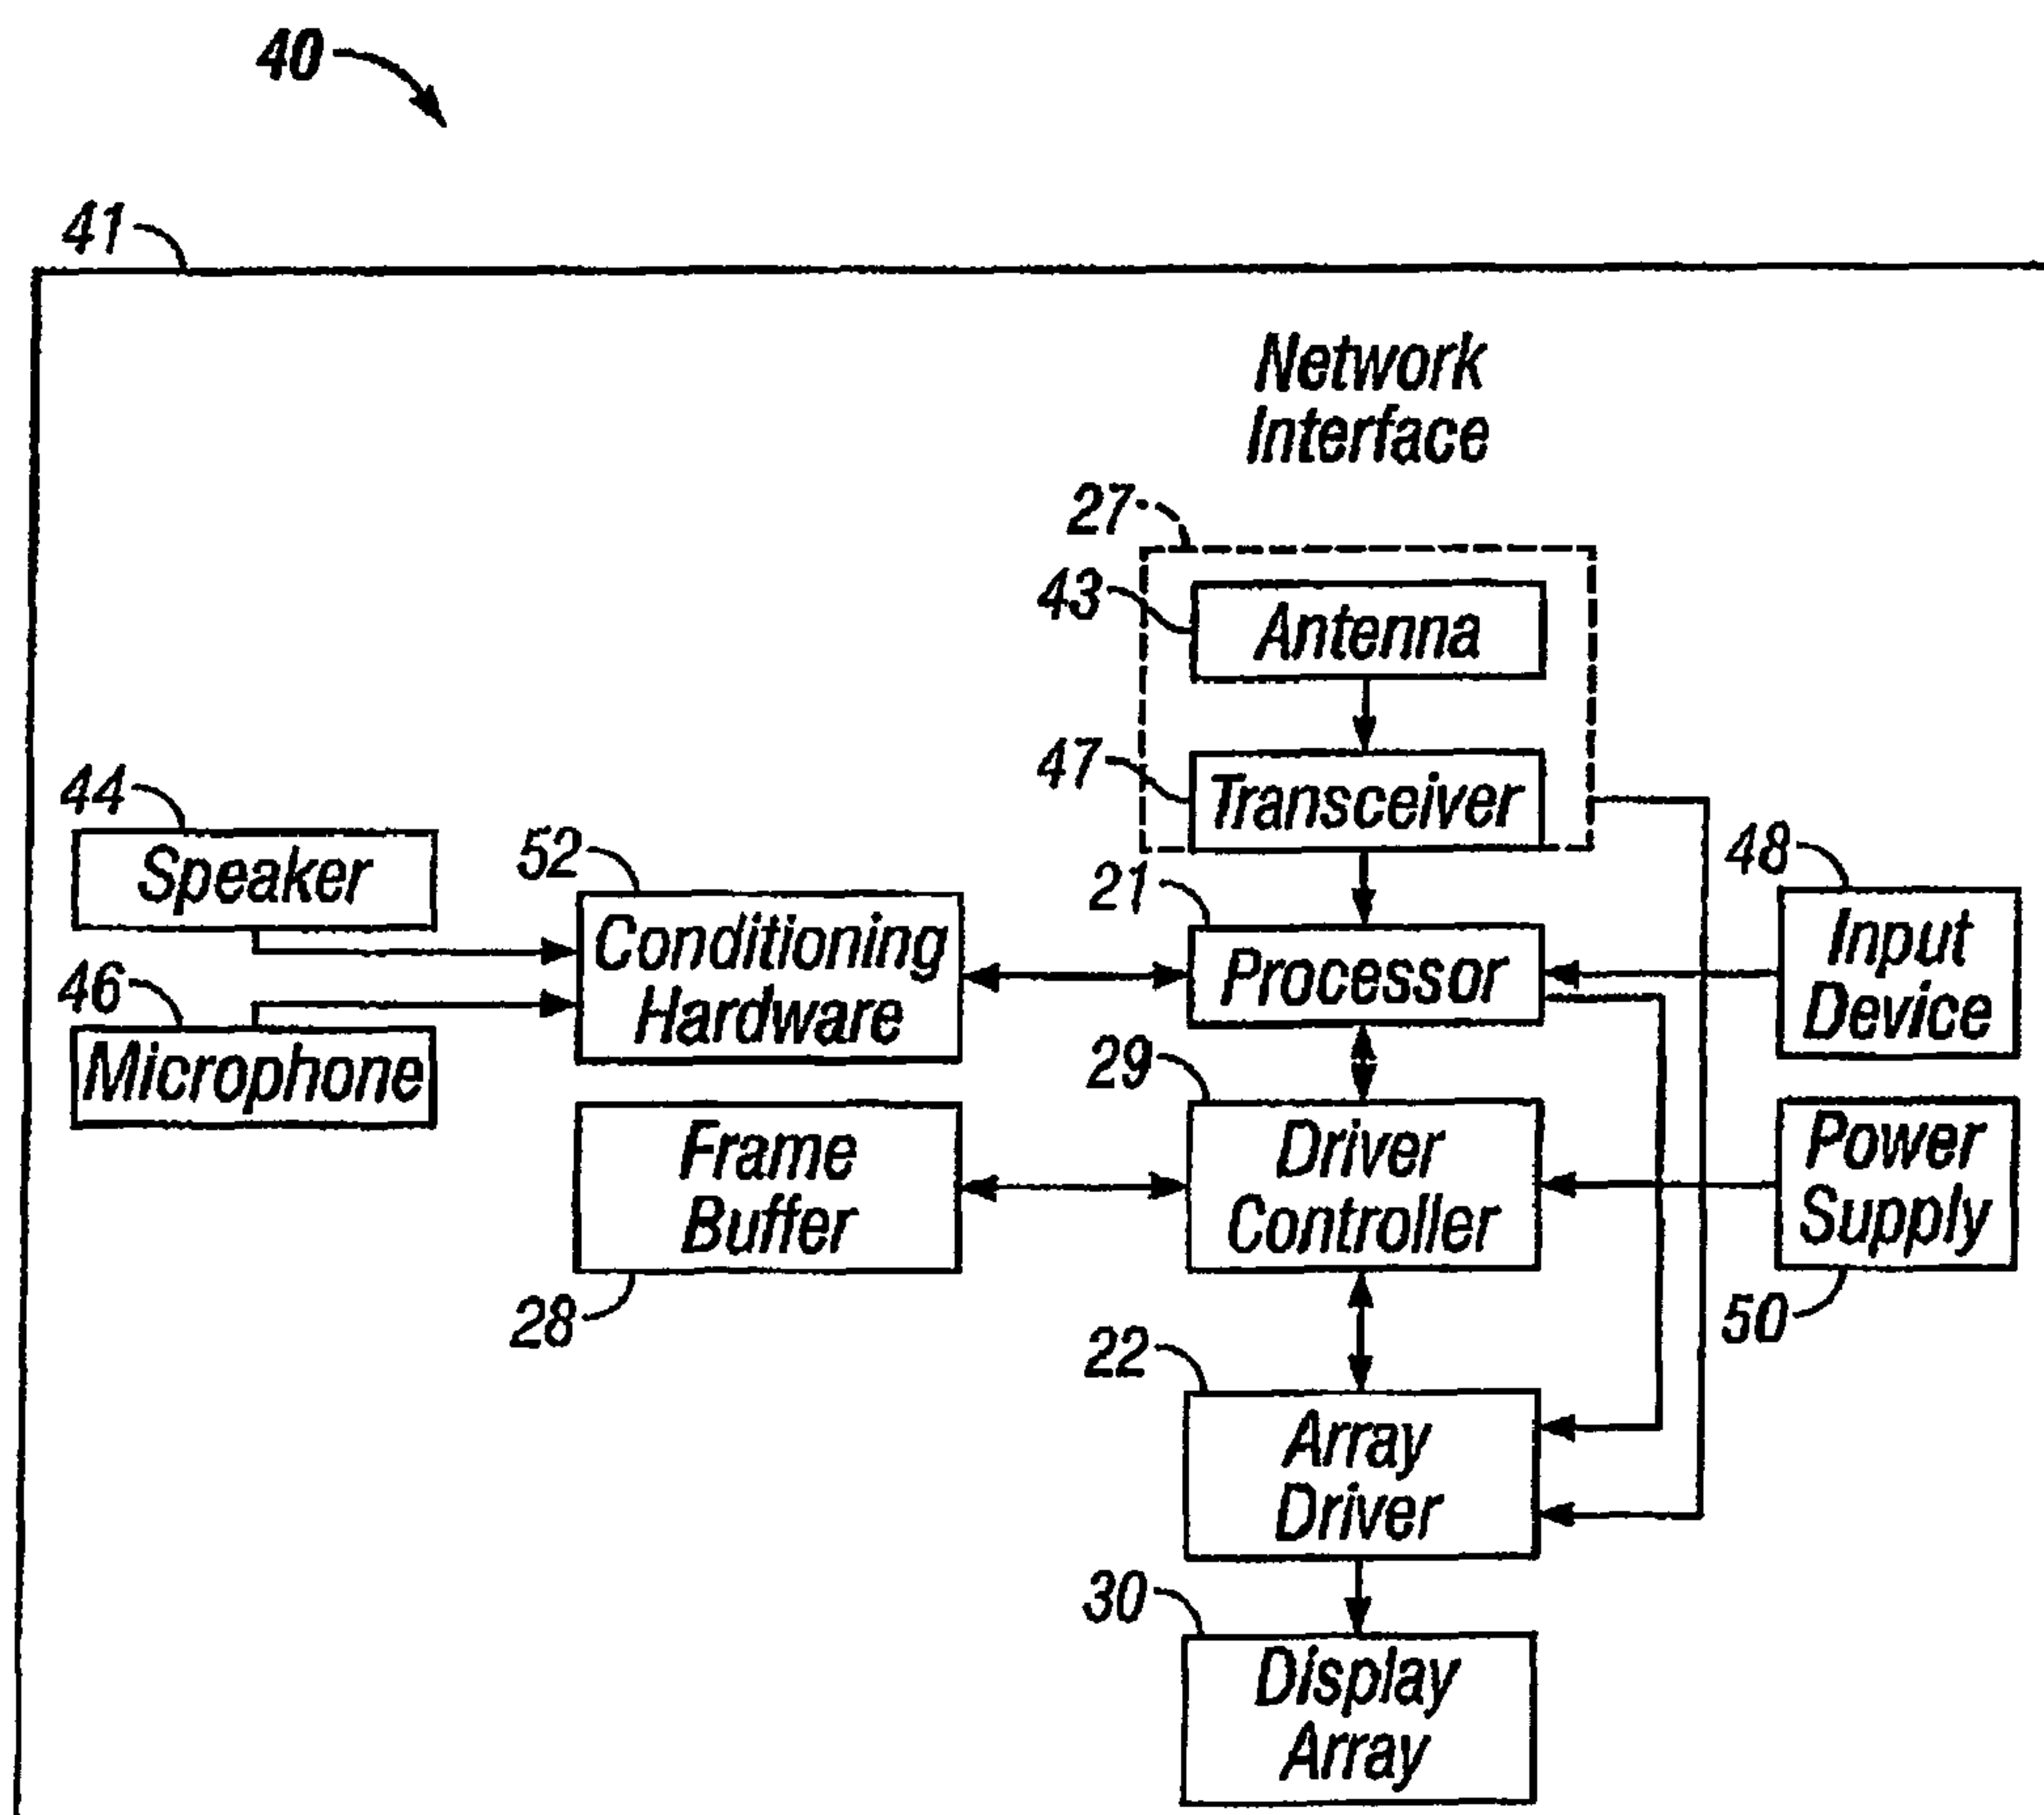 40
41
Network
Interface
27
43
Antenna
47
Transceiver
44
Speaker
52
Conditioning
Hardware
21
Processor
48
Input
Device
46
Microphone
29
Driver
Controller
Frame
Buffer
28
Power
Supply
50
22
Array
Driver
30
Display
Array